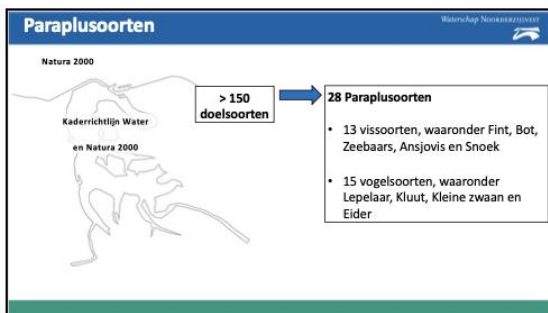 Paraplusoorten
Waterschap Noorderzijlvest
Natura 2000
Kaderrichtlijn Water
en Natura 2000
> 150
doelsoorten
28 Paraplusoorten
• 13 vissoorten, waaronder Fint, Bot,
Zeebaars, Ansjovis en Snoek
• 15 vogelsoorten, waaronder
Lepelaar, Kluut, Kleine zwaan en
Eider